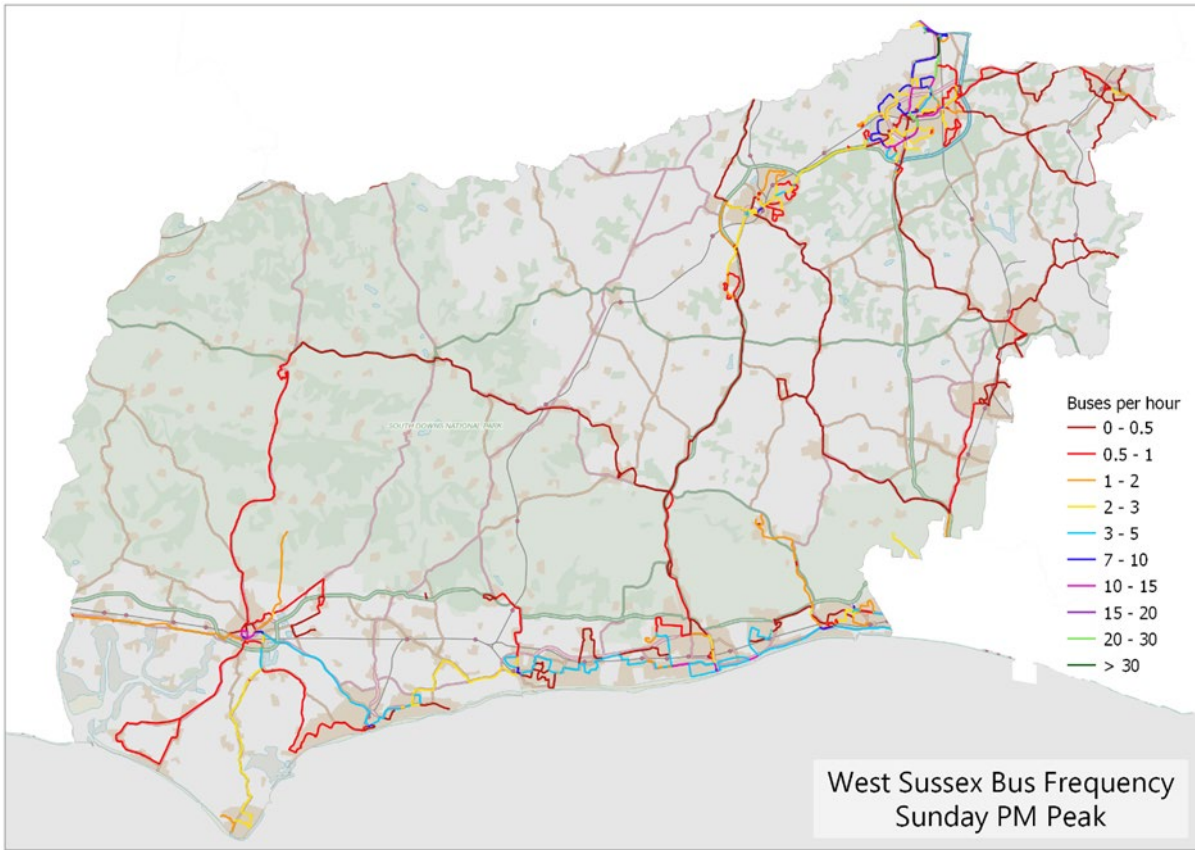 SOUTH DOWNS NATIONAL PARK
Buses per hour
0 - 0.5
0.5 - 1
1 - 2
2 - 3
3 - 5
7 - 10
10 - 15
15 - 20
20 - 30
> 30
West Sussex Bus Frequency
Sunday PM Peak